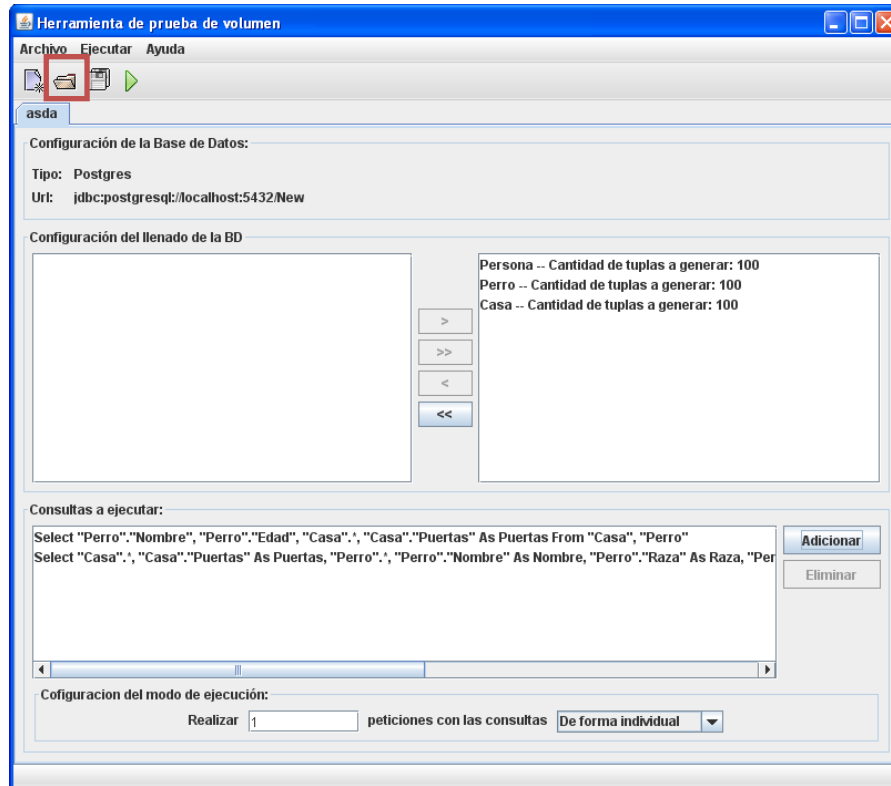 Herramienta de prueba de volumen
Archivo Ejecutar Ayuda
asda
Configuración de la Base de Datos:
Tipo: Postgres
Url: jdbc:postgresql://localhost:5432/New
Configuración del llenado de la BD
Persona -- Cantidad de tuplas a generar: 100
Perro -- Cantidad de tuplas a generar: 100
Casa -- Cantidad de tuplas a generar: 100
>
>>
<
<<
Consultas a ejecutar:
Select "Perro"."Nombre", "Perro"."Edad", "Casa".*, "Casa"."Puertas" As Puertas From "Casa", "Perro"
Select "Casa".*, "Casa"."Puertas" As Puertas, "Perro".*, "Perro"."Nombre" As Nombre, "Perro"."Raza" As Raza, "Per
Adicionar
Eliminar
Cofiguracion del modo de ejecución:
Realizar 1 peticiones con las consultas De forma individual